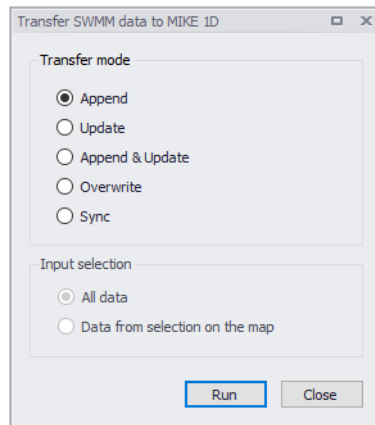 Transfer SWMM data to MIKE 1D
Transfer mode
Append
Update
Append & Update
Overwrite
Sync
Input selection
All data
Data from selection on the map
Run
Close